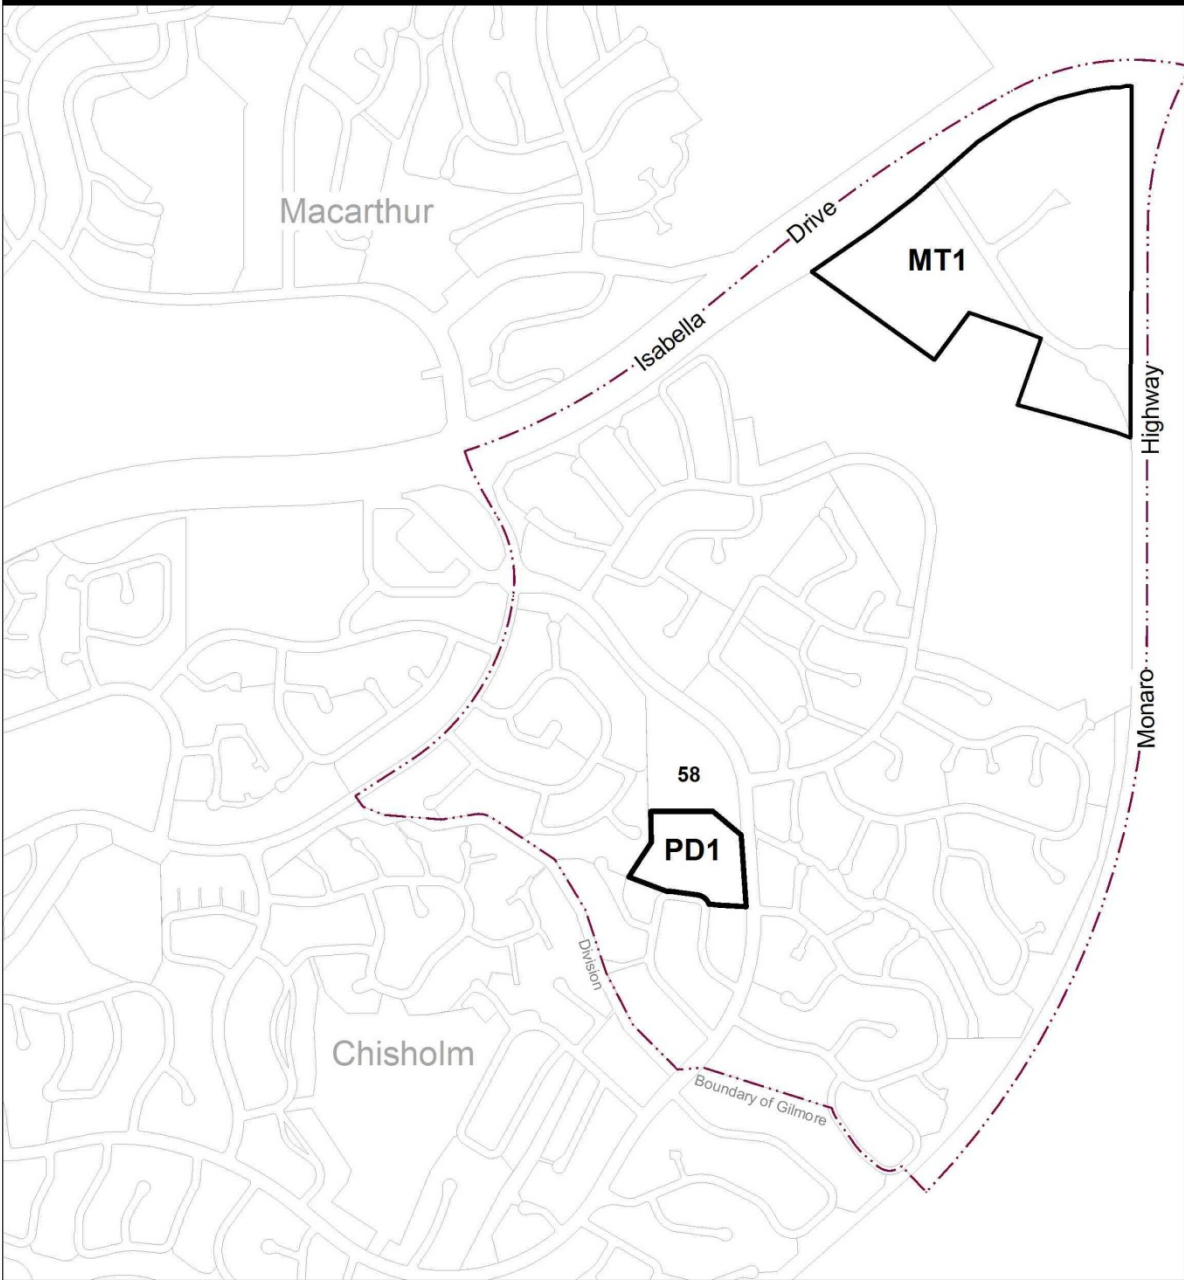 Macarthur
Drive
MT1
Isabella
Highway
Monaro
58
PD1
Division
Chisholm
Boundary of Gilmore